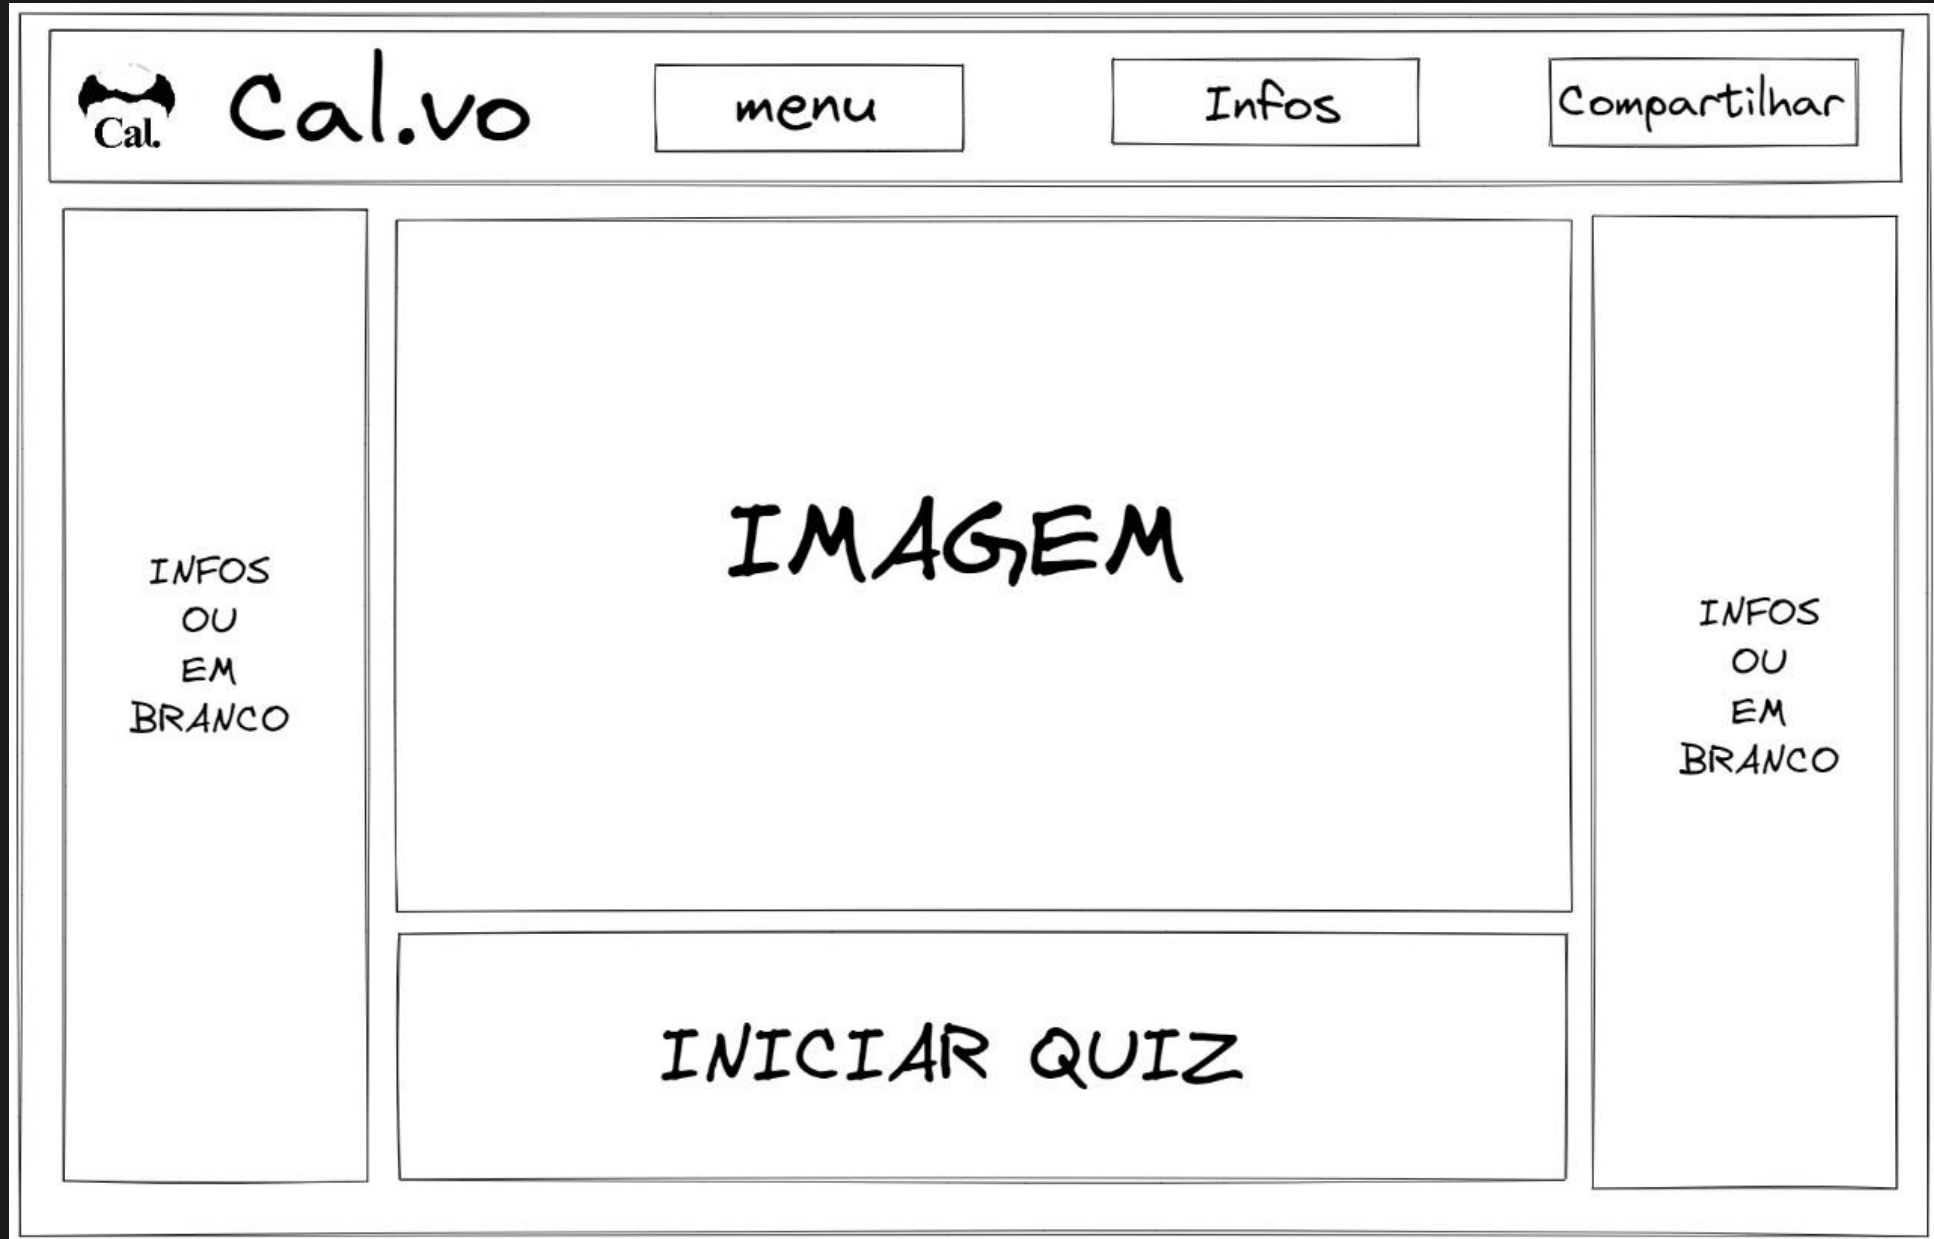 Cal.
Cal.vo
menu
Infos
Compartilhar
INFOS
OU
EM
BRANCO
IMAGEM
INFOS
OU
EM
BRANCO
INICIAR QUIZ